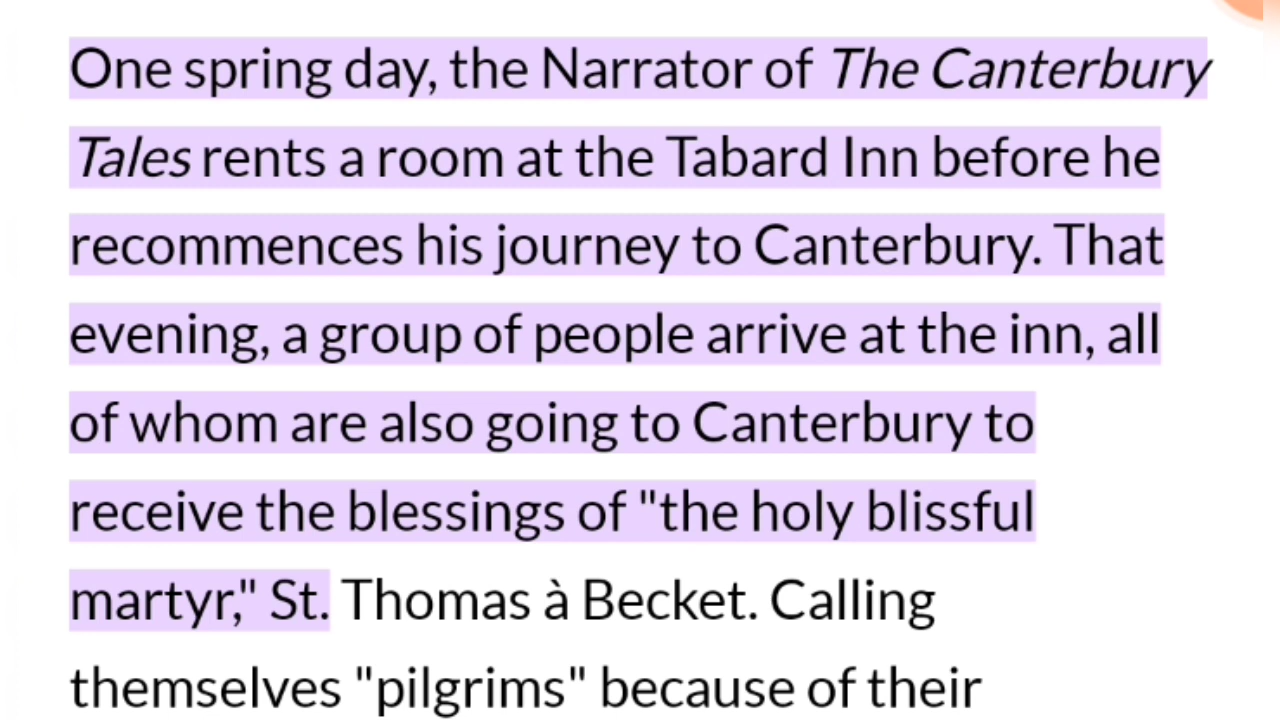 One spring day, the Narrator of The Canterbury
Tales rents a room at the Tabard Inn before he
recommences his journey to Canterbury. That
evening, a group of people arrive at the inn, all
of whom are also going to Canterbury to
receive the blessings of "the holy blissful
martyr," St. Thomas à Becket. Calling
themselves "pilgrims" because of their